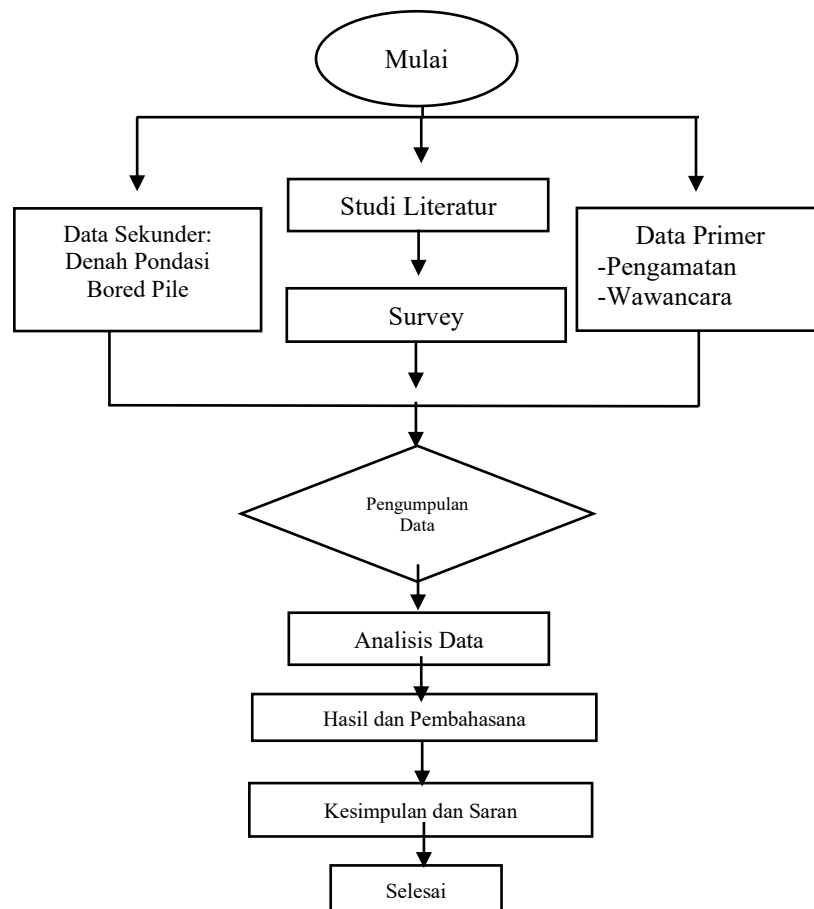 Mulai
Data Sekunder:
Denah Pondasi
Bored Pile
Studi Literatur
Survey
Data Primer
-Pengamatan
-Wawancara
Pengumpulan
Data
Analisis Data
Hasil dan Pembahasana
Kesimpulan dan Saran
Selesai